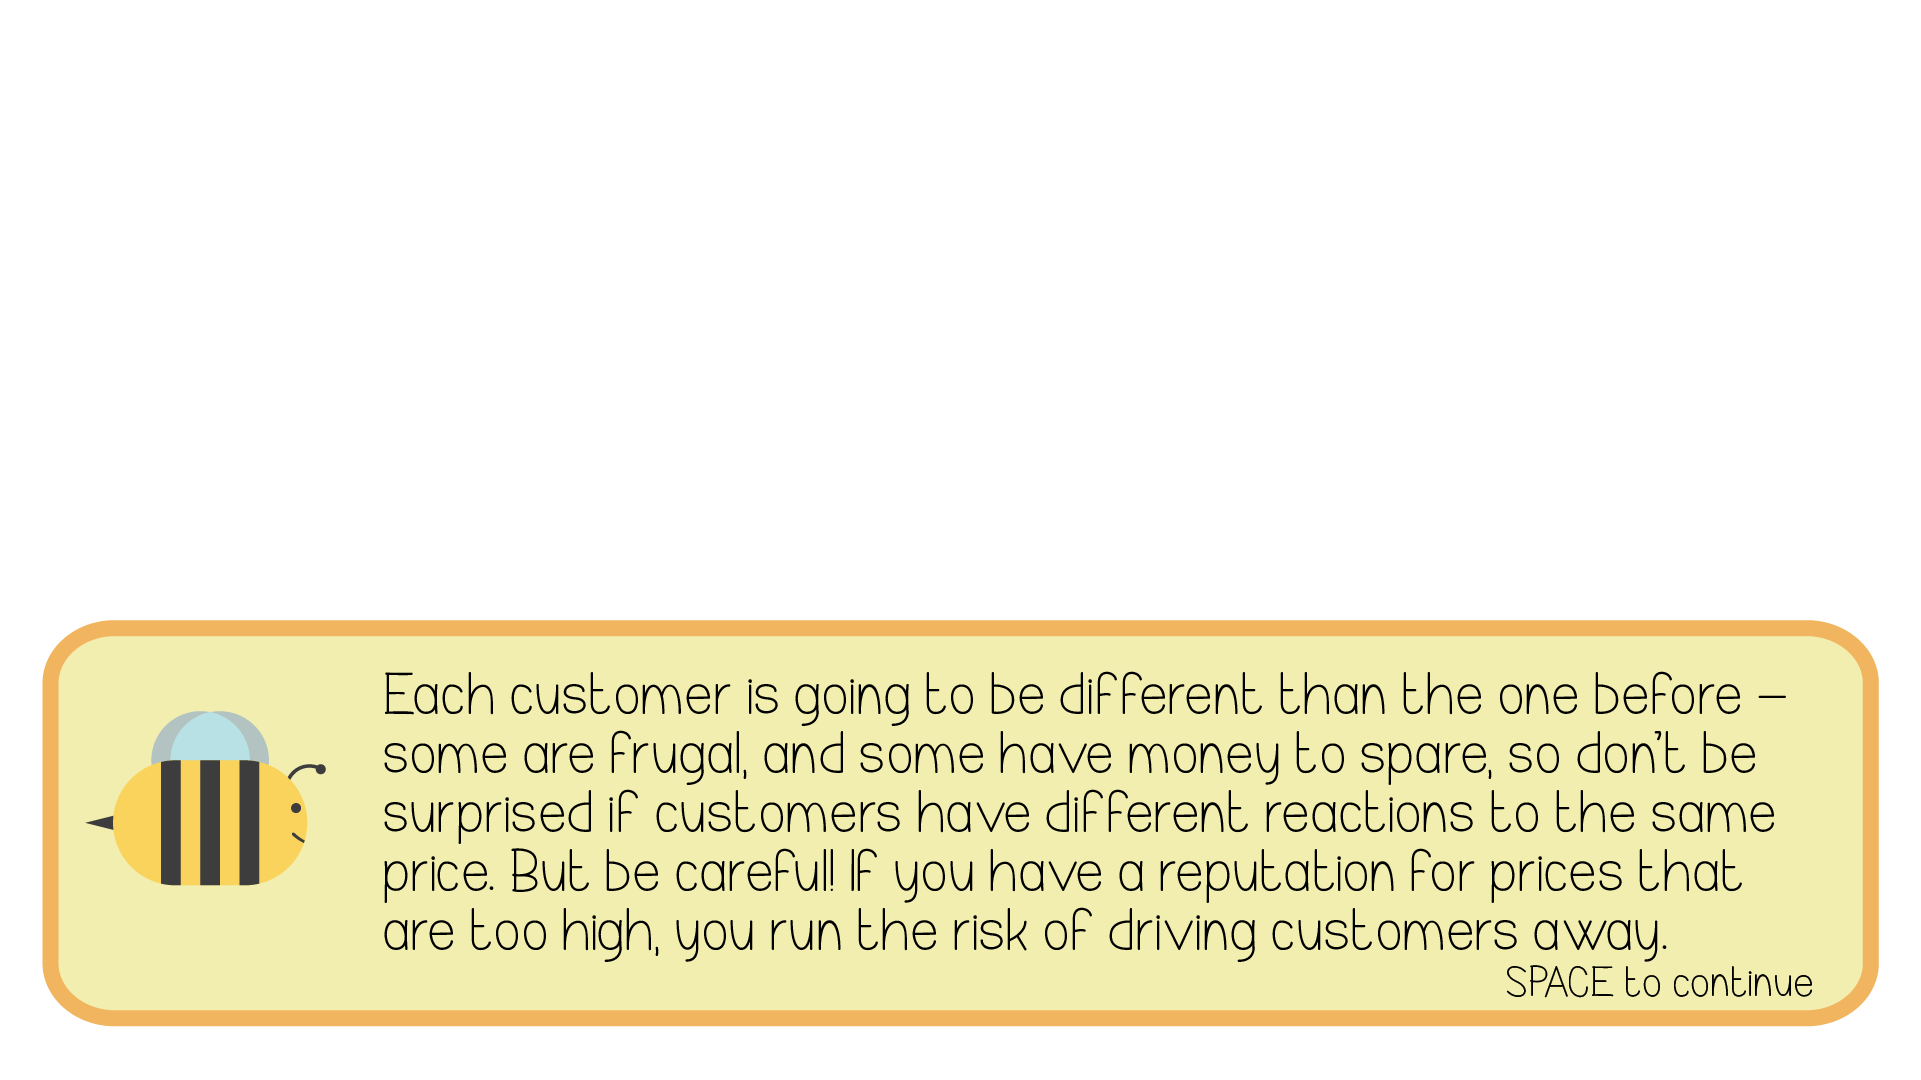 Each customer is going to be different than the one before –
some are frugal, and some have money to spare, so don't be
surprised if customers have different reactions to the same
price. But be careful! If you have a reputation for prices that
are too high, you run the risk of driving customers away.
SPACE to continue